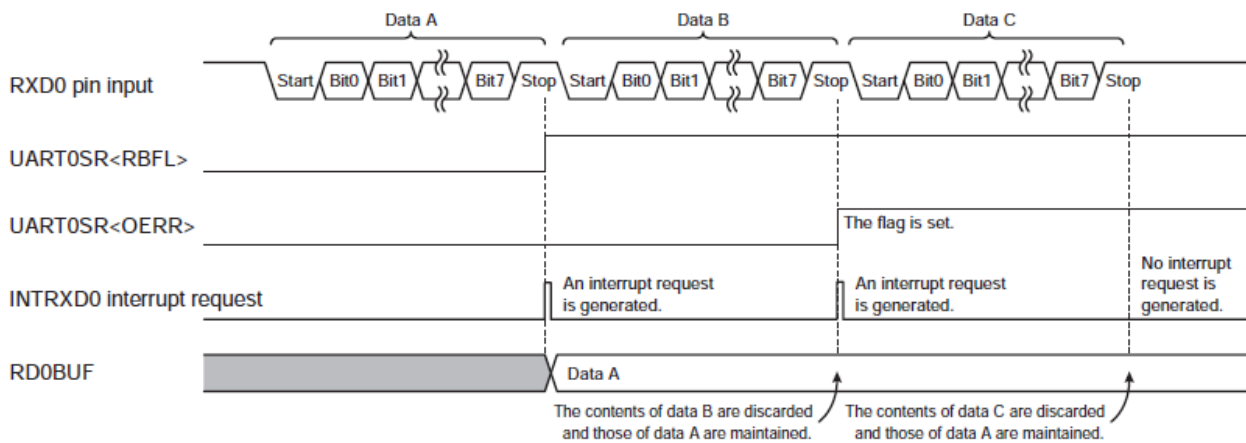 Data A
Data B
Data C
RXD0 pin input
Start Bit0 Bit1 Bit7 Stop Start Bit0 Bit1 Bit7 Stop Start Bit0 Bit1 Bit7 Stop
UART0SR<RBFL>
UART0SR<OERR>
The flag is set.
INTRXD0 interrupt request
An interrupt request
is generated.
An interrupt request
is generated.
No interrupt
request is
generated.
RD0BUF
Data A
The contents of data B are discarded
and those of data A are maintained.
The contents of data C are discarded
and those of data A are maintained.